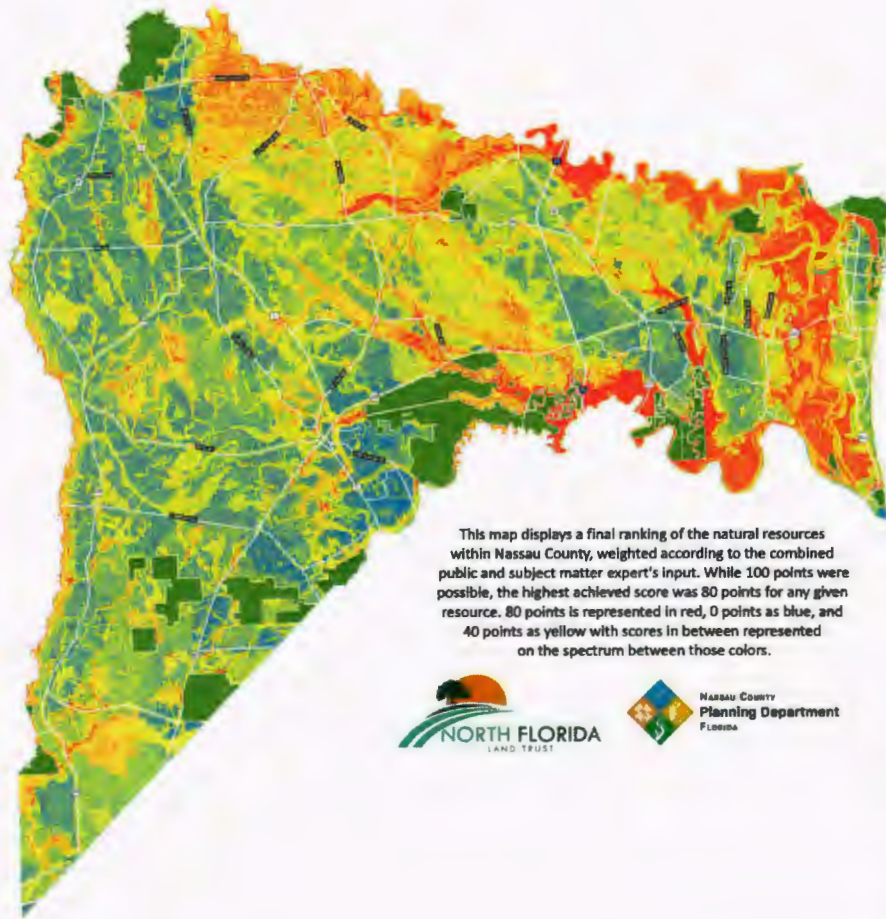 This map displays a final ranking of the natural resources
within Nassau County, weighted according to the combined
public and subject matter expert's input. While 100 points were
possible, the highest achieved score was 80 points for any given
resource. 80 points is represented in red, 0 points as blue, and
40 points as yellow with scores in between represented
on the spectrum between those colors.
NORTH FLORIDA
LAND TRUST
NASSAU COUNTY
Planning Department
FLORIDA